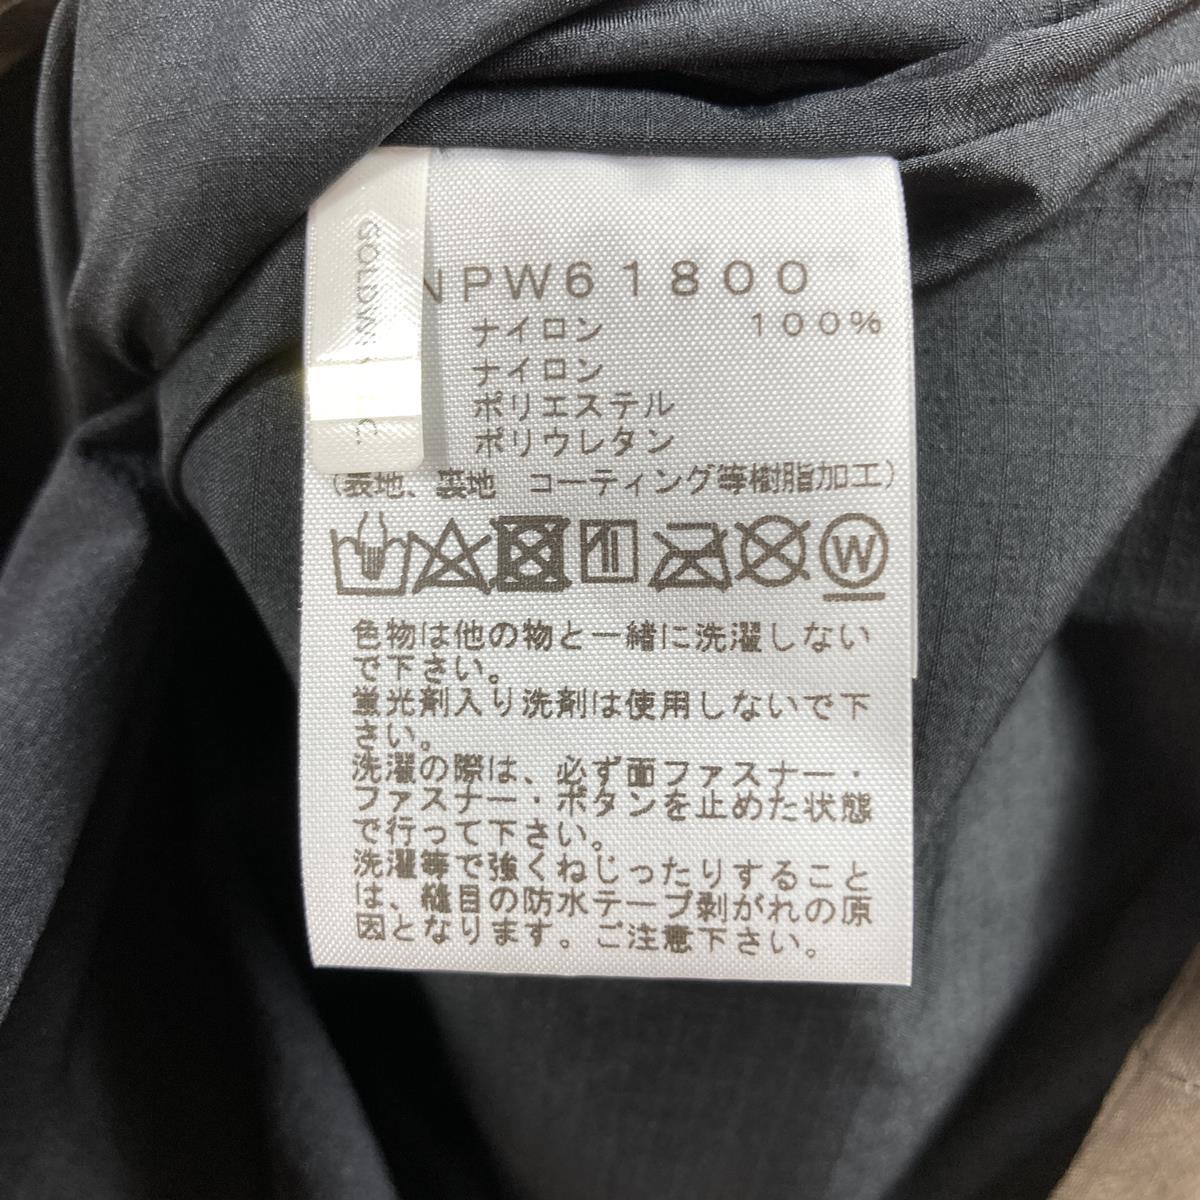 NPW61800
ナイロン 100%
ナイロン
ポリエステル
ポリウレタン
(表地、裏地 コーティング等樹脂加工)
W
色物は他の物と一緒に洗濯しない
で下さい。
蛍光剤入り洗剤は使用しないで下
さい。
洗濯の際は、必ず面ファスナー・
ファスナー・ボタンを止めた状態
で行って下さい。
洗濯等で強くねじったりすること
は、縫目の防水テープ剥がれの原
因となります。ご注意下さい。